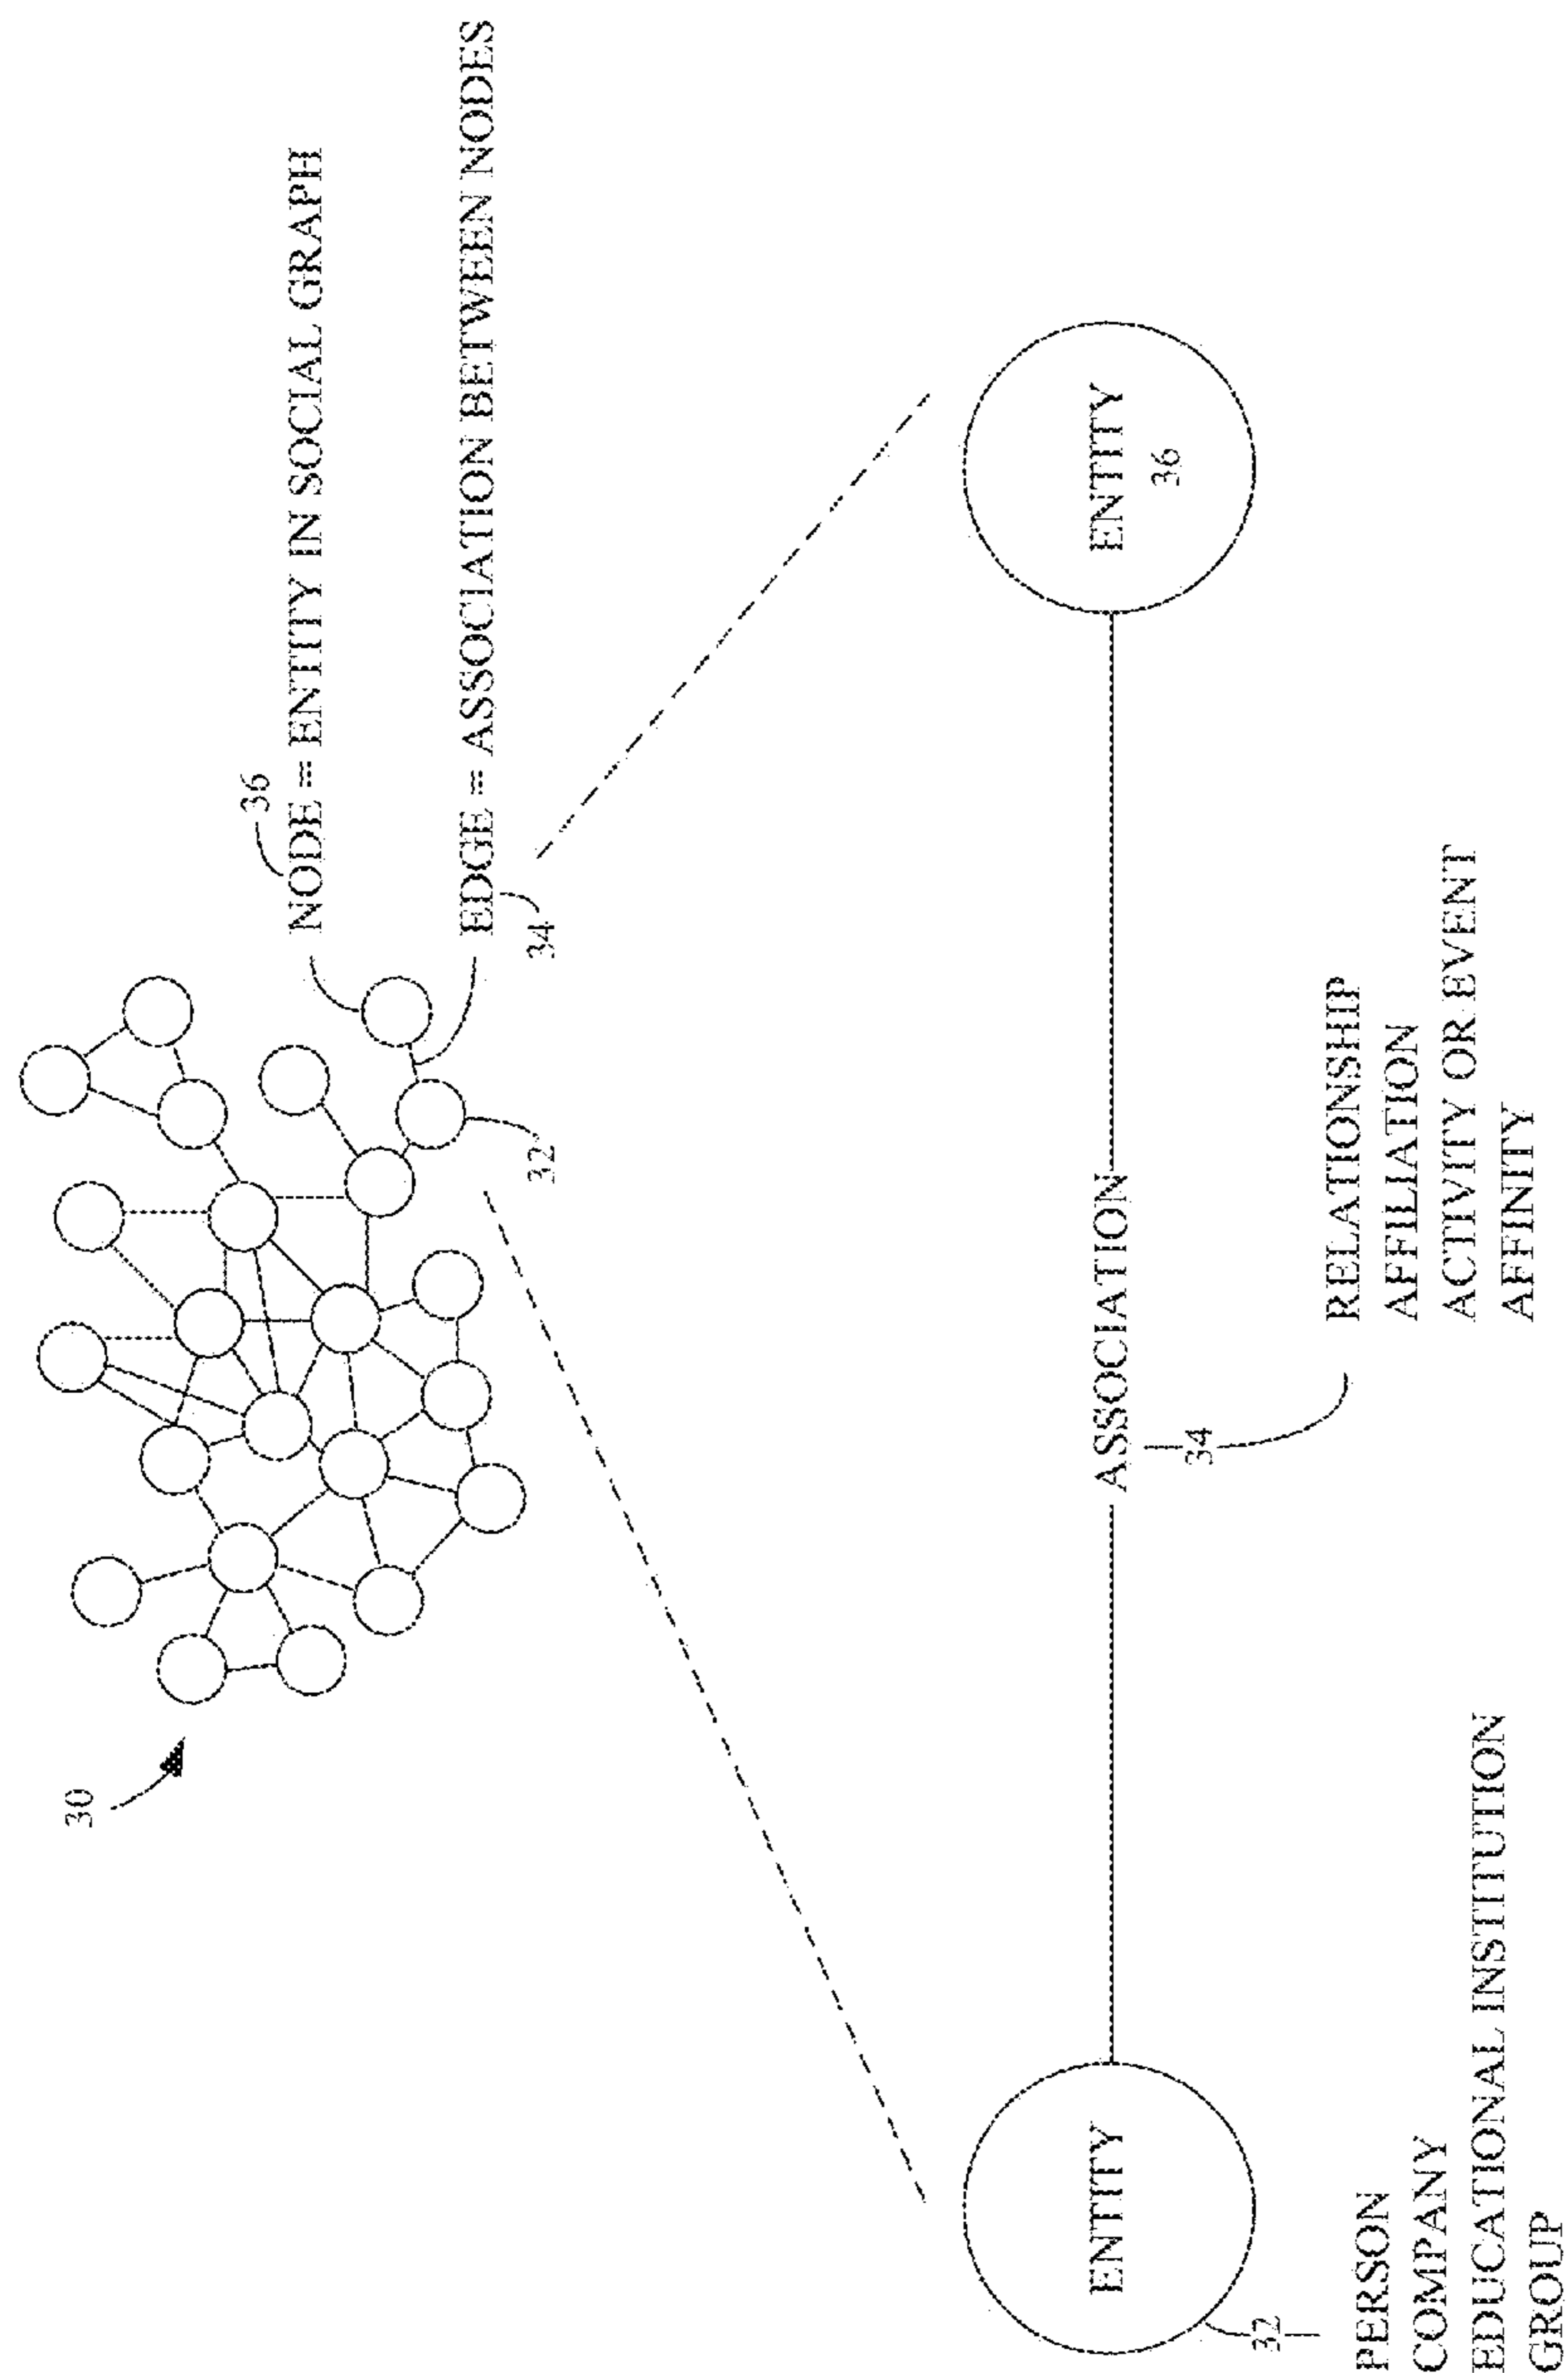 30
36
NODE = ENTITY IN SOCIAL GRAPH
EDGE = ASSOCIATION BETWEEN NODES
34
32
ENTITY
ASSOCIATION
ENTITY
36
34
32
RELATIONSHIP
AFFILIATION
ACTIVITY OR EVENT
AFFINITY
PERSON
COMPANY
EDUCATIONAL INSTITUTION
GROUP